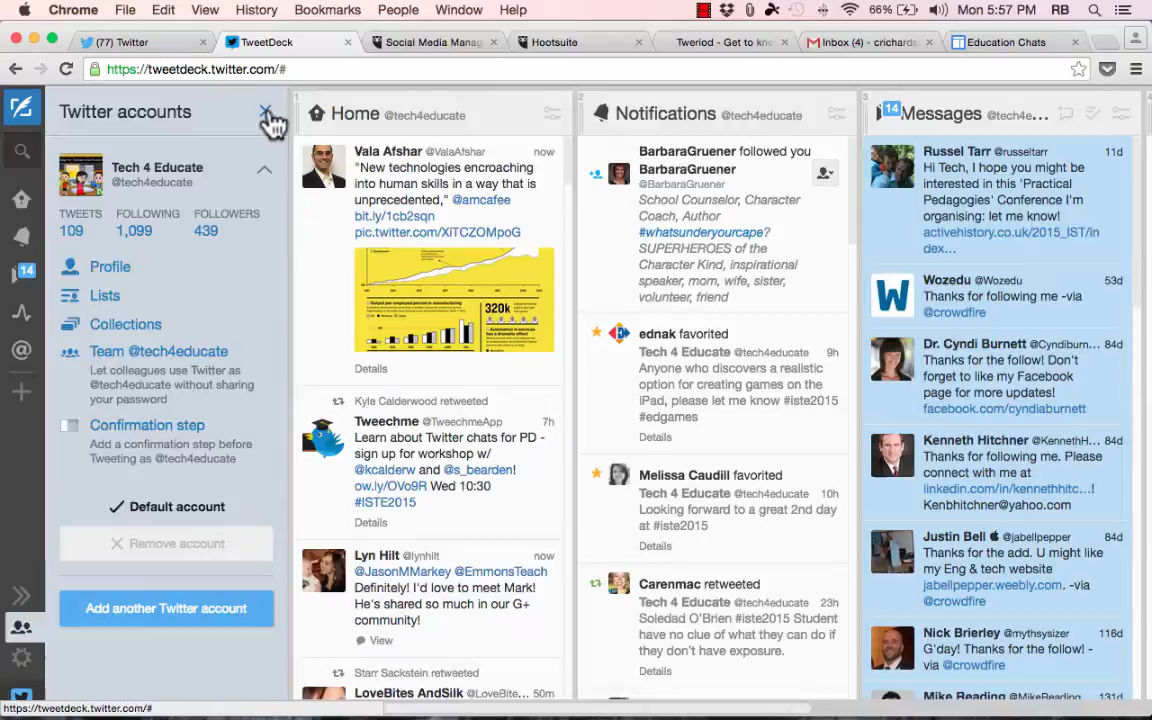 Chrome File Edit View History Bookmarks People Window Help 66% Mon 5:57 PM RB
(77) Twitter TweetDeck Social Media Manag Hootsuite Tweriod - Get to kno Inbox (4) - crichards Education Chats
https://tweetdeck.twitter.com/#
Twitter accounts
Tech 4 Educate
@tech4educate
TWEETS FOLLOWING FOLLOWERS
109 1,099 439
Profile
Lists
Collections
Team @tech4educate
Let colleagues use Twitter as
@tech4educate without sharing
your password
Confirmation step
Add a confirmation step before
Tweeting as @tech4educate
Default account
Remove account
Add another Twitter account
14
https://tweetdeck.twitter.com/#
1
Home @tech4educate
Vala Afshar @ValaAfshar now
"New technologies encroaching
into human skills in a way that is
unprecedented," @amcafee
bit.ly/1cb2sqn
pic.twitter.com/XiTCZOMpoG
320k
Details
Kyle Calderwood retweeted
Tweechme @TweechmeApp 7h
Learn about Twitter chats for PD -
sign up for workshop w/
@kcalderw and @s_bearden!
ow.ly/OVo9R Wed 10:30
#ISTE2015
Details
Lyn Hilt @lynhilt now
@JasonMMarkey @EmmonsTeach
Definitely! I'd love to meet Mark!
He's shared so much in our G+
community!
View
Starr Sackstein retweeted
LoveBites AndSilk @LoveBite... 50m
2
Notifications @tech4educate
BarbaraGruener followed you
BarbaraGruener
@BarbaraGruener
School Counselor, Character
Coach, Author
#whatsunderyourcape?
SUPERHEROES of the
Character Kind, inspirational
speaker, mom, wife, sister,
volunteer, friend
ednak favorited
Tech 4 Educate @tech4educate 9h
Anyone who discovers a realistic
option for creating games on the
iPad, please let me know #iste2015
#edgames
Details
Melissa Caudill favorited
Tech 4 Educate @tech4educate 10h
Looking forward to a great 2nd day
at #iste2015
Details
Carenmac retweeted
Tech 4 Educate @tech4educate 23h
Soledad O'Brien #iste2015 Student
have no clue of what they can do if
they don't have exposure.
Details
3
14 Messages @tech4e...
Russel Tarr @russeltarr 11d
Hi Tech, I hope you might be
interested in this 'Practical
Pedagogies' Conference I'm
organising: let me know!
activehistory.co.uk/2015_IST/in
dex...
Wozedu @Wozedu 53d
Thanks for following me -via
@crowdfire
Dr. Cyndi Burnett @Cyndiburn... 84d
Thanks for the follow! Don't
forget to like my Facebook
page for more updates!
facebook.com/cyndiaburnett
Kenneth Hitchner @KennethH... 84d
Thanks for following me. Please
connect with me at
linkedin.com/in/kennethhitc...!
Kenbhitchner@yahoo.com
Justin Bell @jabellpepper 84d
Thanks for the add. U might like
my Eng & tech website
jabellpepper.weebly.com. -via
@crowdfire
Nick Brierley @mythsysizer 116d
G'day! Thanks for the follow! -
via @crowdfire
Mike Reading @MikeReading 131d